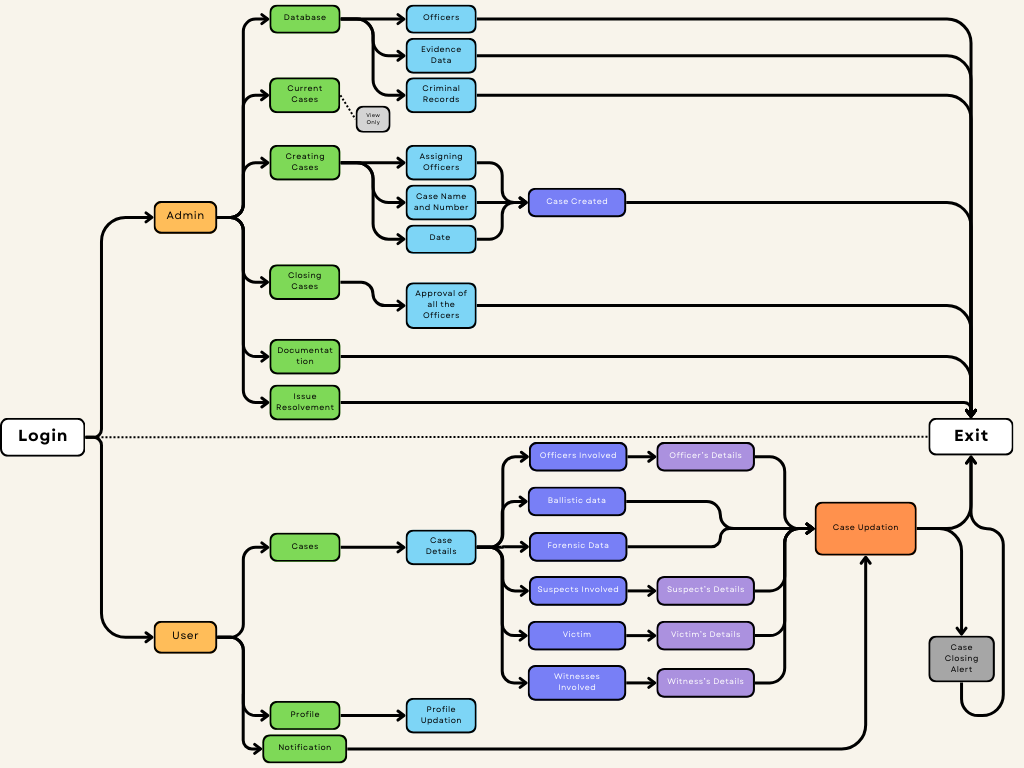 Database
Officers
Evidence
Data
Current
Cases
Criminal
Records
View
Only
Creating
Cases
Assigning
Officers
Case Name
and Number
Case Created
Admin
Date
Closing
Cases
Approval of
all the
Officers
Documentat
tion
Issue
Resolvement
Login
Exit
Officers Involved
Officer's Details
Ballistic data
Case Updation
Cases
Case
Details
Forensic Data
Suspects Involved
Suspect's Details
User
Victim
Victim's Details
Case
Closing
Alert
Witnesses
Involved
Witness's Details
Profile
Profile
Updation
Notification